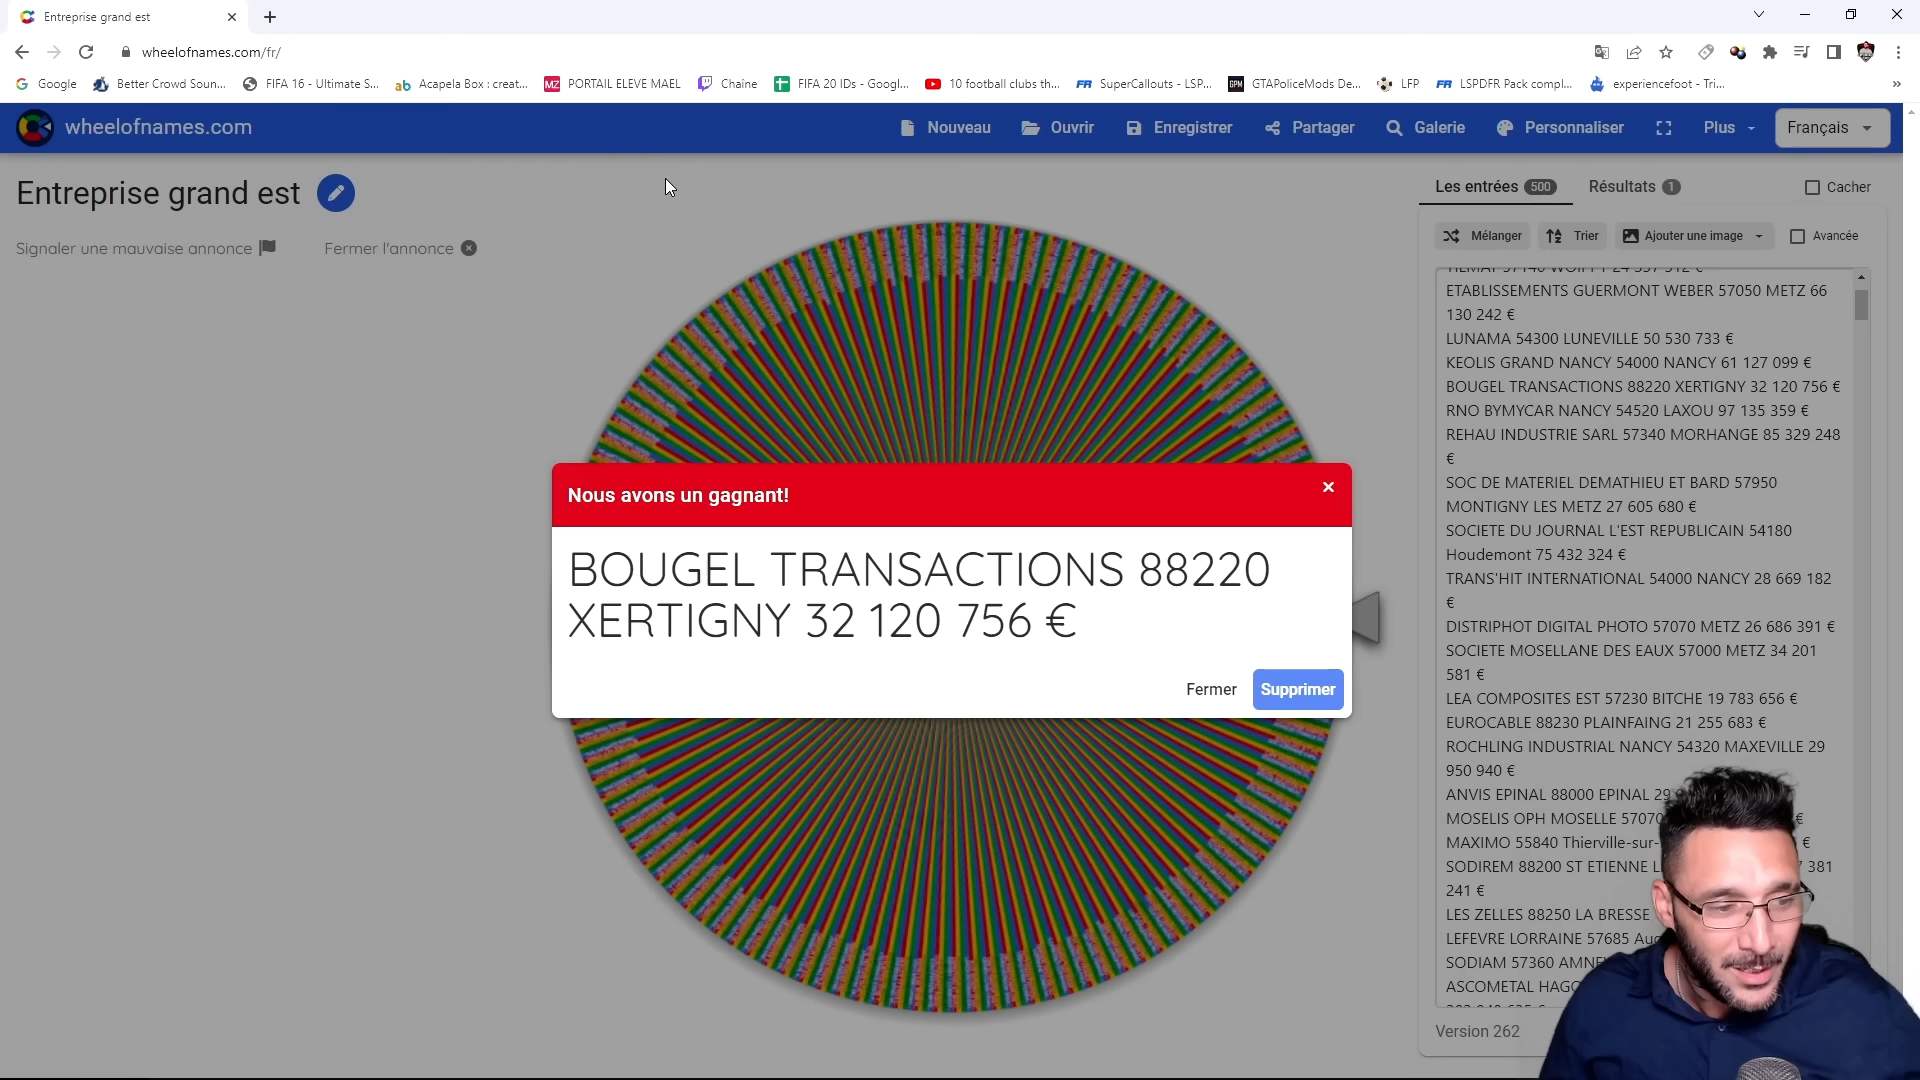 Entreprise grand est
wheelofnames.com/fr/
Google
Better Crowd Soun...
FIFA 16 - Ultimate S...
Acapela Box : creat...
PORTAIL ELEVE MAEL
Chaîne
FIFA 20 IDs - Googl...
10 football clubs th...
SuperCallouts - LSP...
GTAPoliceMods De...
LFP
LSPDFR Pack compl...
experiencefoot - Tri...
wheelofnames.com
Nouveau
Ouvrir
Enregistrer
Partager
Galerie
Personnaliser
Plus
Français
Entreprise grand est
Signaler une mauvaise annonce
Fermer l'annonce
Les entrées 500
Résultats 1
Cacher
Mélanger
Trier
Ajouter une image
Avancée
ETABLISSEMENTS GUERMONT WEBER 57050 METZ 66
130 242 €
LUNAMA 54300 LUNEVILLE 50 530 733 €
KEOLIS GRAND NANCY 54000 NANCY 61 127 099 €
BOUGEL TRANSACTIONS 88220 XERTIGNY 32 120 756 €
RNO BYMYCAR NANCY 54520 LAXOU 97 135 359 €
REHAU INDUSTRIE SARL 57340 MORHANGE 85 329 248
€
SOC DE MATERIEL DEMATHIEU ET BARD 57950
MONTIGNY LES METZ 27 605 680 €
SOCIETE DU JOURNAL L'EST REPUBLICAIN 54180
Houdemont 75 432 324 €
TRANS'HIT INTERNATIONAL 54000 NANCY 28 669 182
€
DISTRIPHOT DIGITAL PHOTO 57070 METZ 26 686 391 €
SOCIETE MOSELLANE DES EAUX 57000 METZ 34 201
581 €
LEA COMPOSITES EST 57230 BITCHE 19 783 656 €
EUROCABLE 88230 PLAINFAING 21 255 683 €
ROCHLING INDUSTRIAL NANCY 54320 MAXEVILLE 29
950 940 €
ANVIS EPINAL 88000 EPINAL 29
MOSELIS OPH MOSELLE 57070 €
MAXIMO 55840 Thierville-sur- €
SODIREM 88200 ST ETIENNE 381
241 €
LES ZELLES 88250 LA BRESSE
LEFEVRE LORRAINE 57685
SODIAM 57360
ASCOMETAL
Version 262
Nous avons un gagnant!
BOUGEL TRANSACTIONS 88220
XERTIGNY 32 120 756 €
Fermer
Supprimer